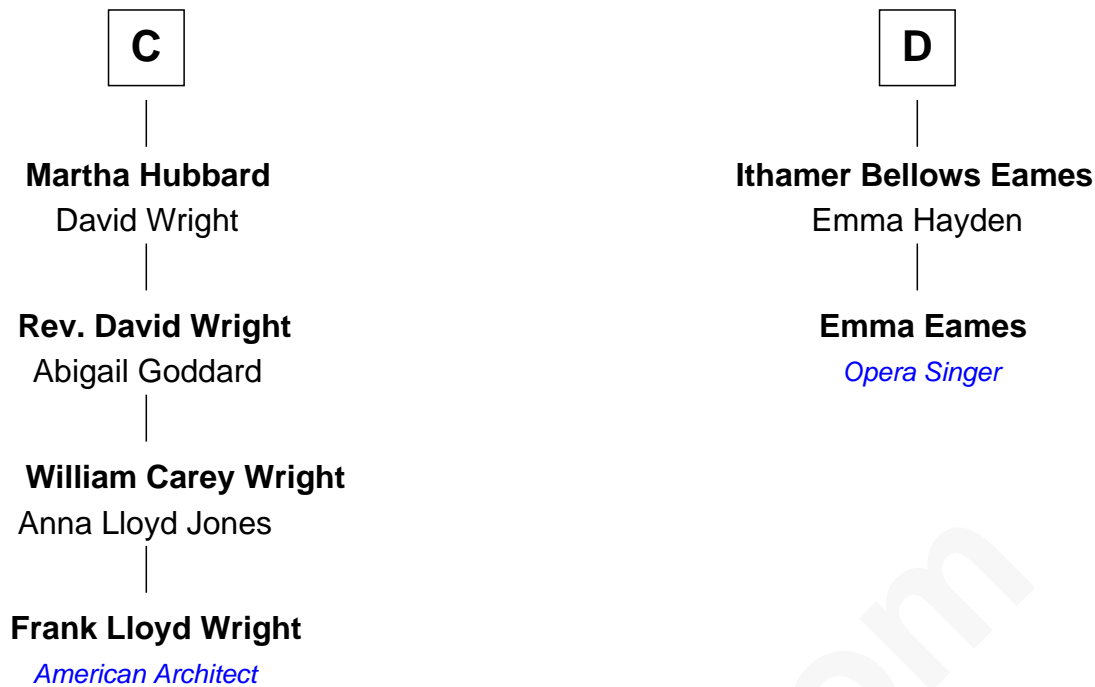 C
Martha Hubbard
David Wright
Rev. David Wright
Abigail Goddard
William Carey Wright
Anna Lloyd Jones
Frank Lloyd Wright
American Architect
D
Ithamer Bellows Eames
Emma Hayden
Emma Eames
Opera Singer
om